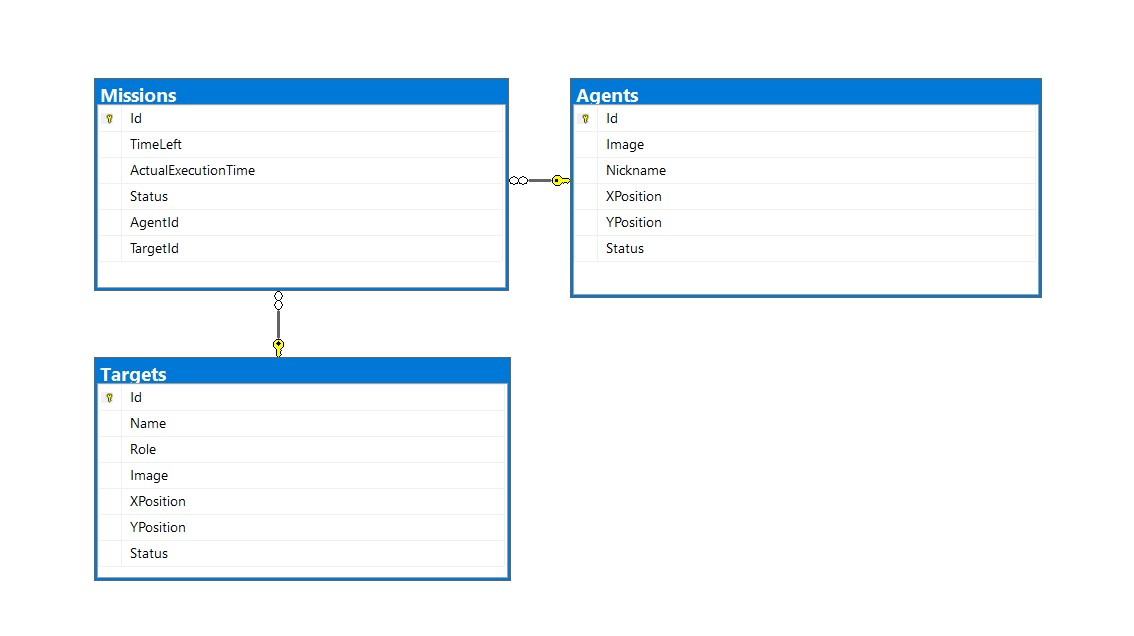 Missions
Id
TimeLeft
ActualExecutionTime
Status
AgentId
TargetId
Agents
Id
Image
Nickname
XPosition
YPosition
Status
Targets
Id
Name
Role
Image
XPosition
YPosition
Status